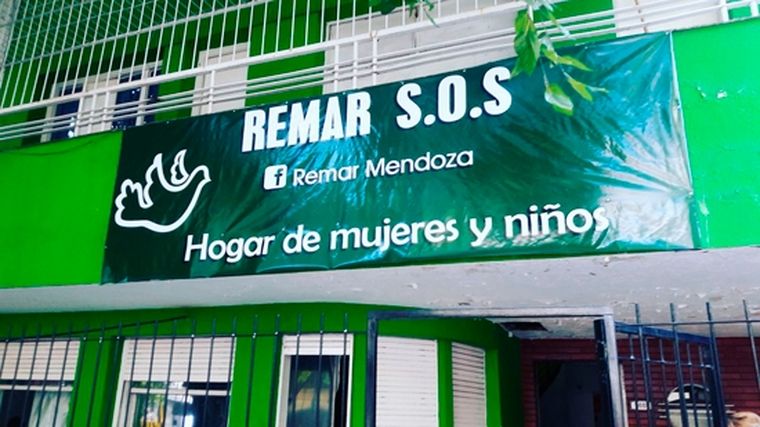 REMAR S.O.S
f Remar Mendoza
Hogar de mujeres y niños